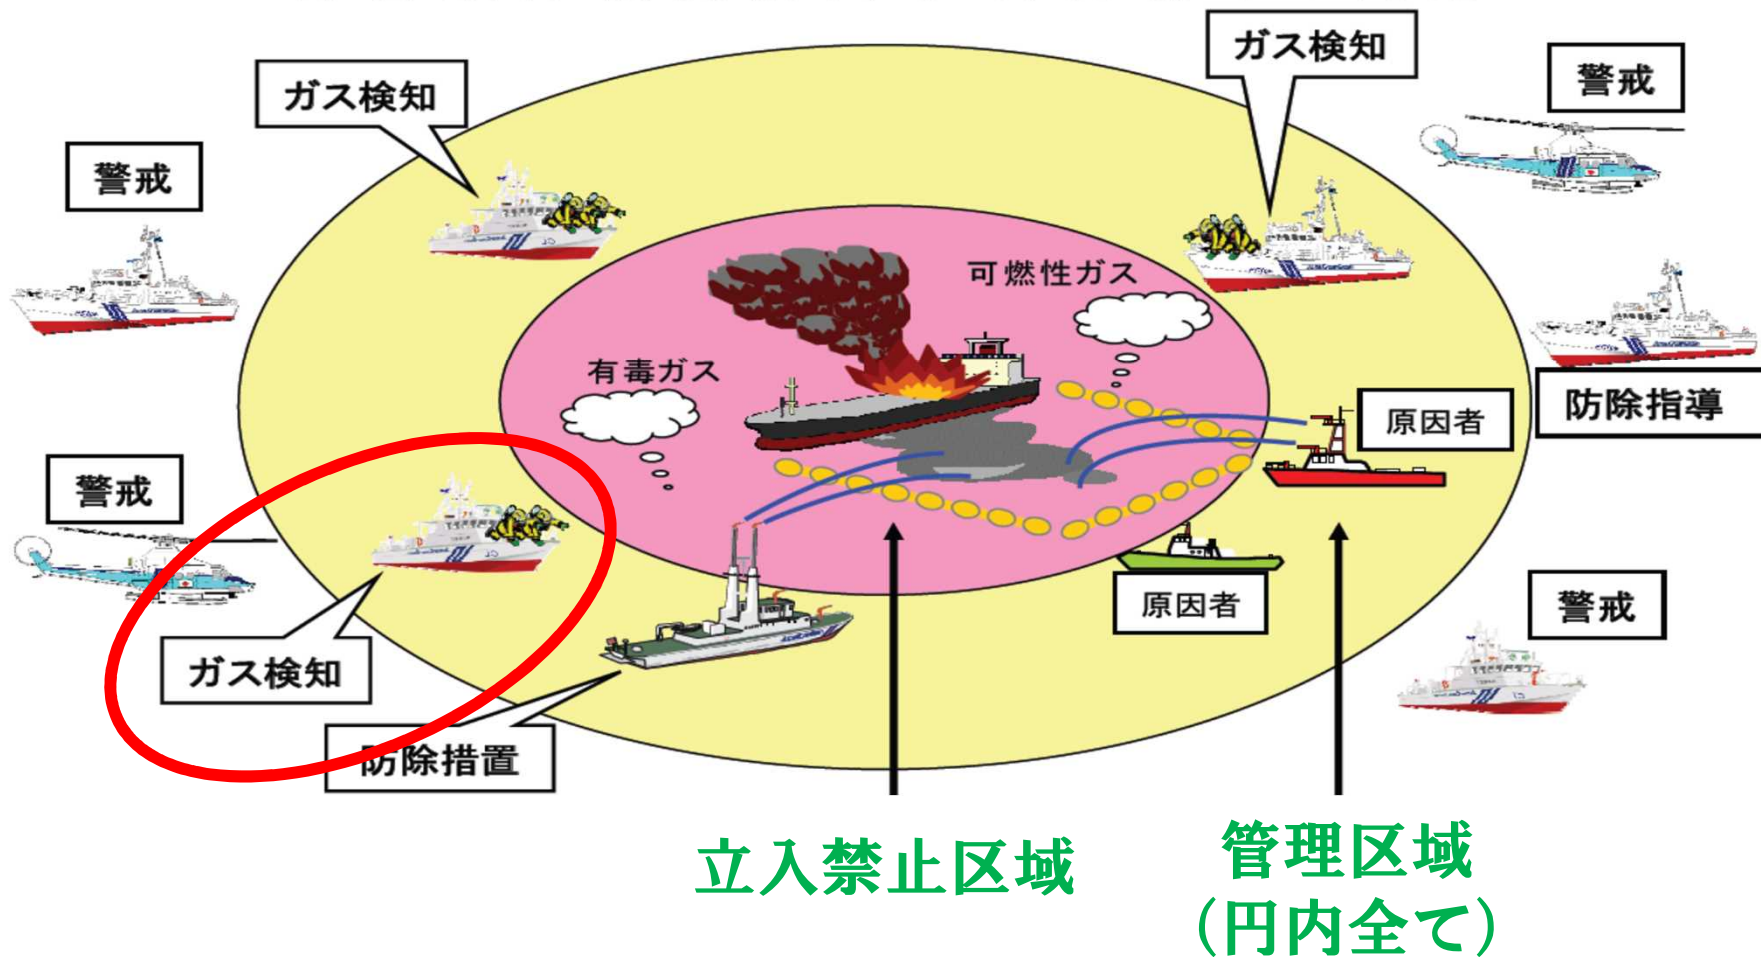 ガス検知
警戒
ガス検知
警戒
可燃性ガス
有毒ガス
原因者
防除指導
警戒
ガス検知
防除措置
原因者
警戒
立入禁止区域
管理区域
(円内全て)